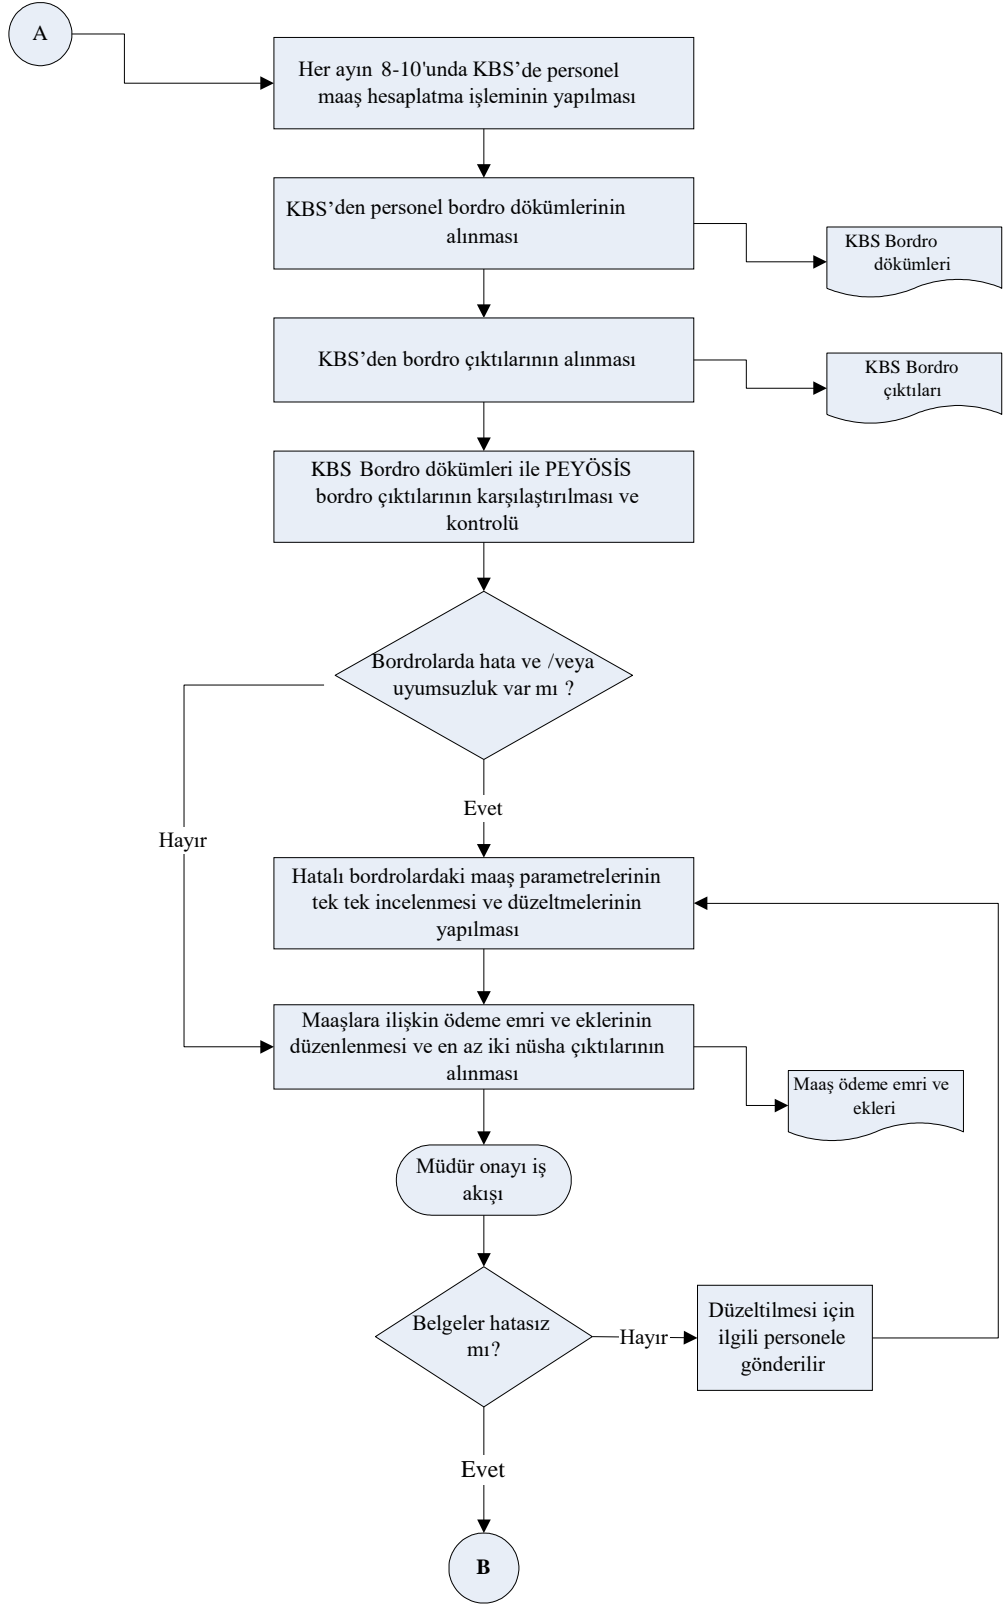 A
Her ayın 8-10'unda KBS’de personel
maaş hesaplatma işleminin yapılması
KBS’den personel bordro dökümlerinin
alınması
KBS Bordro
dökümleri
KBS’den bordro çıktılarının alınması
KBS Bordro
çıktıları
KBS Bordro dökümleri ile PEYÖSİS
bordro çıktılarının karşılaştırılması ve
kontrolü
Bordrolarda hata ve /veya
uyumsuzluk var mı ?
Evet
Hayır
Hatalı bordrolardaki maaş parametrelerinin
tek tek incelenmesi ve düzeltmelerinin
yapılması
Maaşlara ilişkin ödeme emri ve eklerinin
düzenlenmesi ve en az iki nüsha çıktılarının
alınması
Maaş ödeme emri ve
ekleri
Müdür onayı iş
akışı
Belgeler hatasız
mı?
Hayır
Düzeltilmesi için
ilgili personele
gönderilir
Evet
B